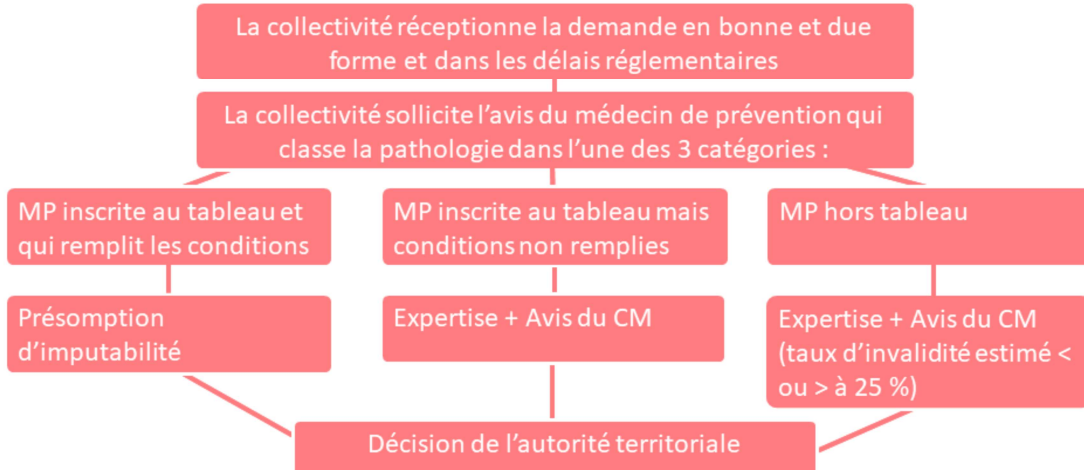 La collectivité réceptionne la demande en bonne et due
forme et dans les délais réglementaires
La collectivité sollicite l'avis du médecin de prévention qui
classe la pathologie dans l'une des 3 catégories :
MP inscrite au tableau et
qui remplit les conditions
MP inscrite au tableau mais
conditions non remplies
MP hors tableau
Présomption
d'imputabilité
Expertise + Avis du CM
Expertise + Avis du CM
(taux d'invalidité estimé <
ou > à 25 %)
Décision de l'autorité territoriale